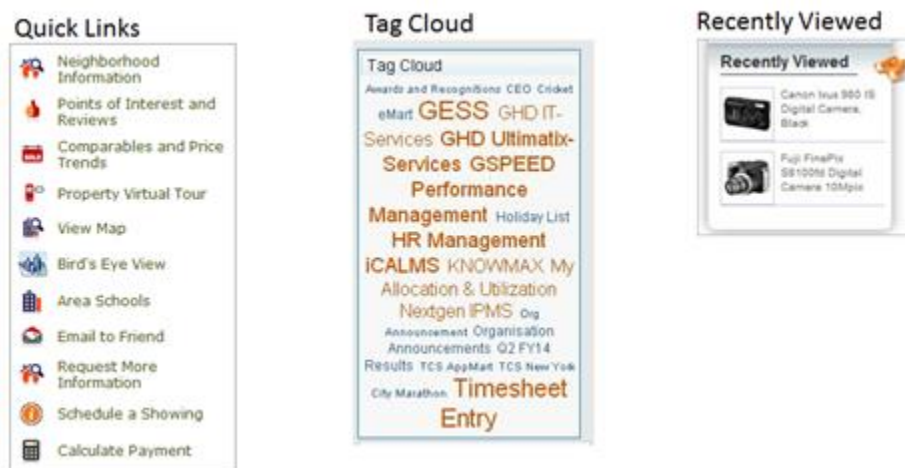 Quick Links
Neighborhood
Information
Points of Interest and
Reviews
Comparables and Price
Trends
Property Virtual Tour
View Map
Bird's Eye View
Area Schools
Email to Friend
Request More
Information
Schedule a Showing
Calculate Payment
Tag Cloud
Tag Cloud
Awards and Recognitions CEO Cricket
eMart GESS GHD IT-
Services GHD Ultimatix-
Services GSPEED
Performance
Management Holiday List
HR Management
iCALMS KNOWMAX My
Allocation & Utilization
Nextgen IPMS Org
Announcement Organisation
Announcements Q2 FY14
Results TCS AppMart TCS New York
City Marathon Timesheet
Entry
Recently Viewed
Recently Viewed
Canon Ixus 980 IS
Digital Camera,
Black
Fuji FinePix
S8100fd Digital
Camera 10Mpix